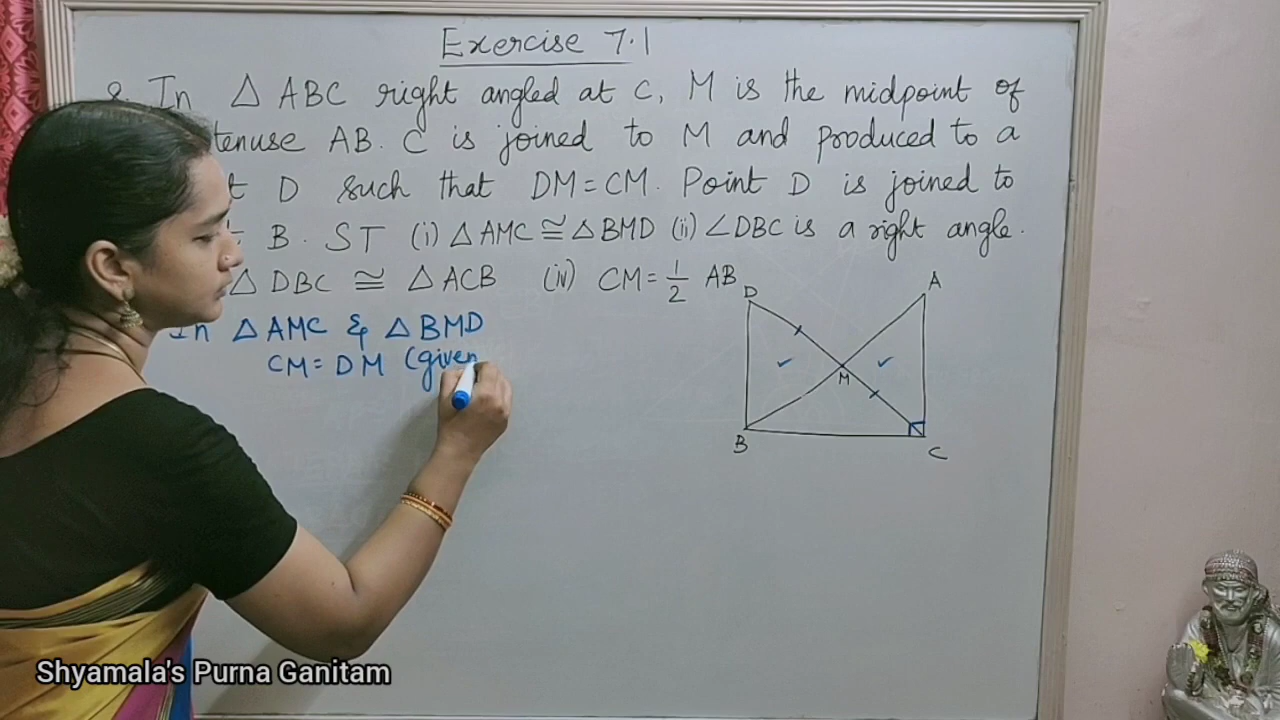 Exercise 7.1
8. In △ ABC right angled at C, M is the midpoint of
tenuse AB. C is joined to M and produced to a
t D such that DM = CM. Point D is joined to
B. ST (i) △ AMC ≅ △ BMD (ii) ∠DBC is a right angle.
△ DBC ≅ △ ACB (iv) CM = 1/2 AB
In △ AMC & △ BMD
CM = DM (given
D
A
M
B
C
Shyamala's Purna Ganitam